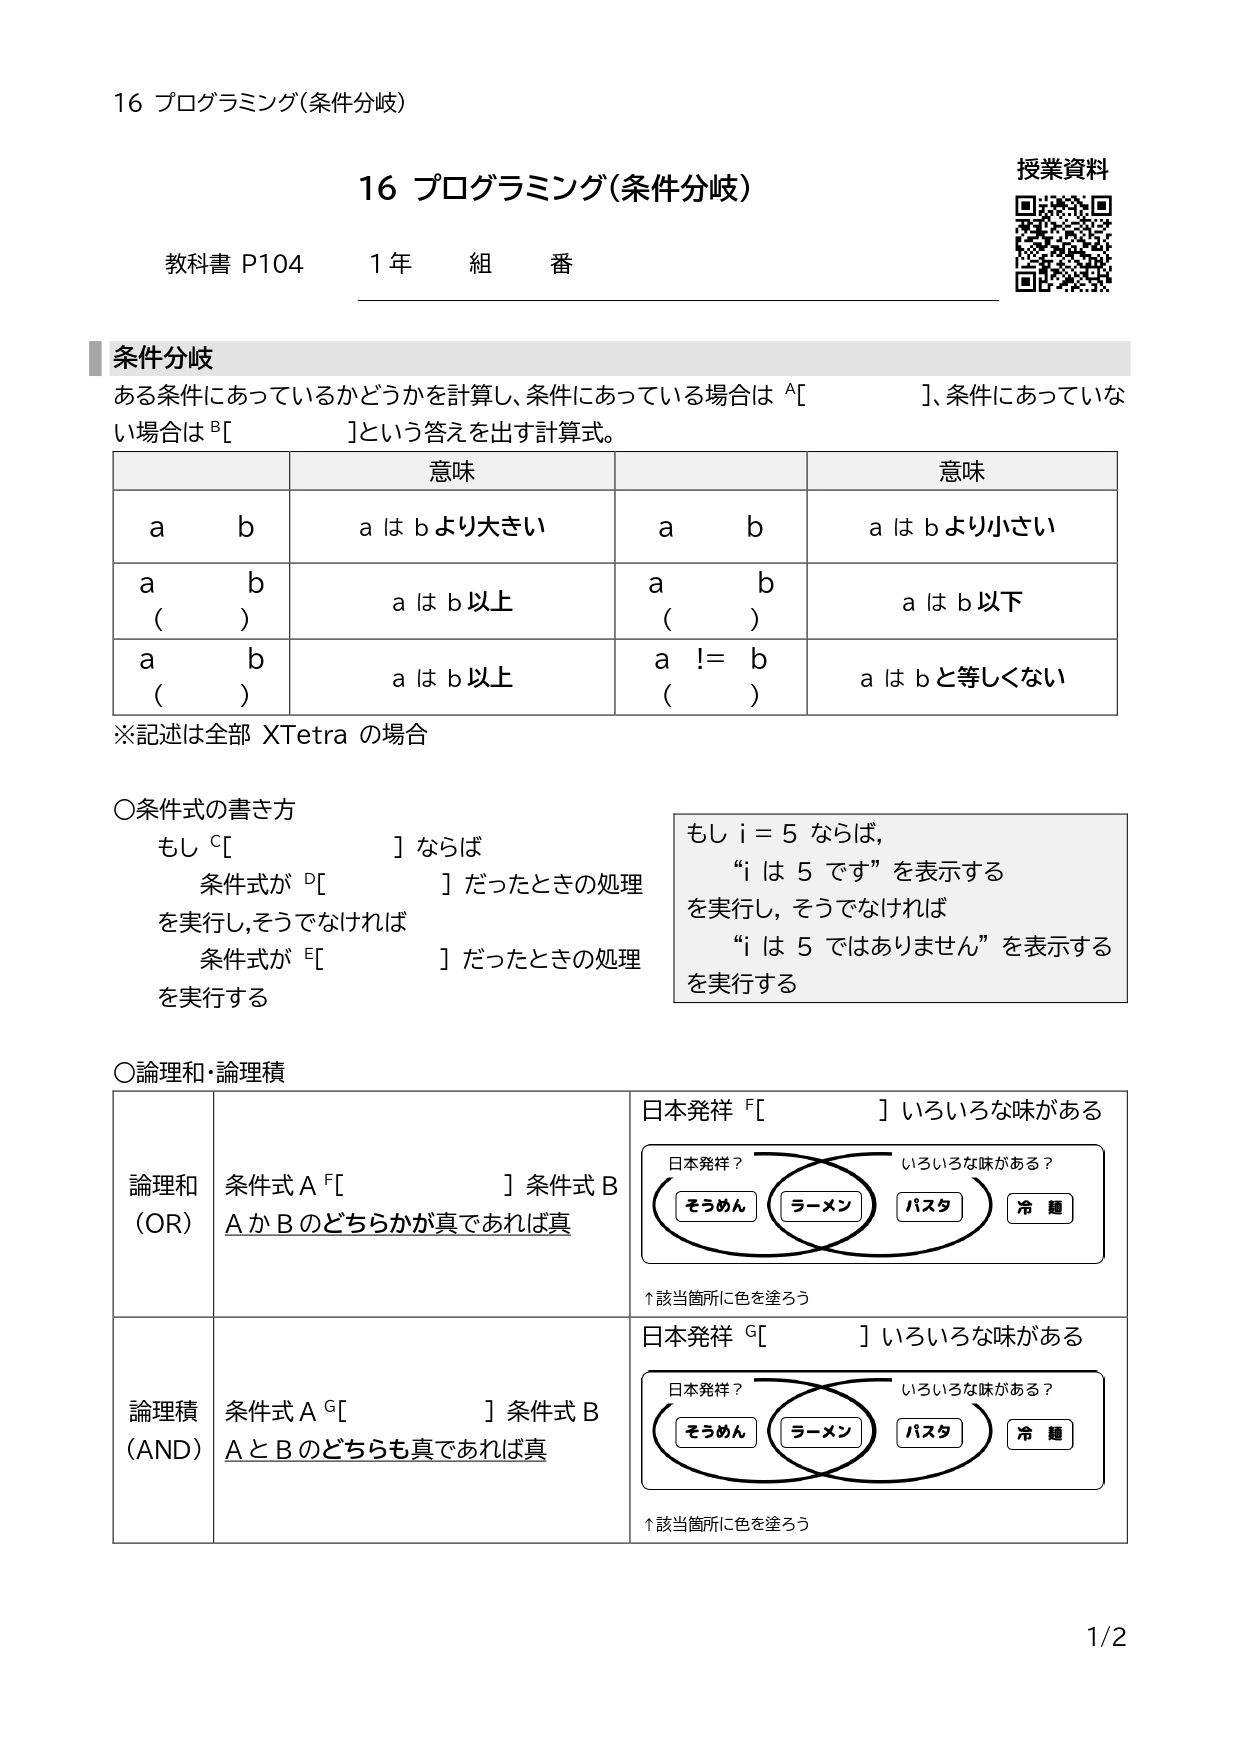 16 プログラミング(条件分岐)
授業資料
16 プログラミング(条件分岐)
教科書 P104 1年 組 番
条件分岐
ある条件にあっているかどうかを計算し、条件にあっている場合は A[ ]、条件にあっていな
い場合は B[ ]という答えを出す計算式。
意味 意味
a b a は b より大きい a b a は b より小さい
a b ( ) a は b 以上 a b ( ) a は b 以下
a b ( ) a は b 以上 a != b ( ) a は b と等しくない
※記述は全部 XTetra の場合
〇条件式の書き方
もし C[ ] ならば
条件式が D[ ] だったときの処理
を実行し,そうでなければ
条件式が E[ ] だったときの処理
を実行する
もし i = 5 ならば,
“i は 5 です” を表示する
を実行し, そうでなければ
“i は 5 ではありません” を表示する
を実行する
〇論理和・論理積
論理和
(OR)
条件式 A F[ ] 条件式 B
A か B のどちらかが真であれば真
日本発祥 F[ ] いろいろな味がある
日本発祥？ いろいろな味がある？
そうめん ラーメン パスタ 冷 麺
↑該当箇所に色を塗ろう
論理積
(AND)
条件式 A G[ ] 条件式 B
A と B のどちらも真であれば真
日本発祥 G[ ] いろいろな味がある
日本発祥？ いろいろな味がある？
そうめん ラーメン パスタ 冷 麺
↑該当箇所に色を塗ろう
1/2